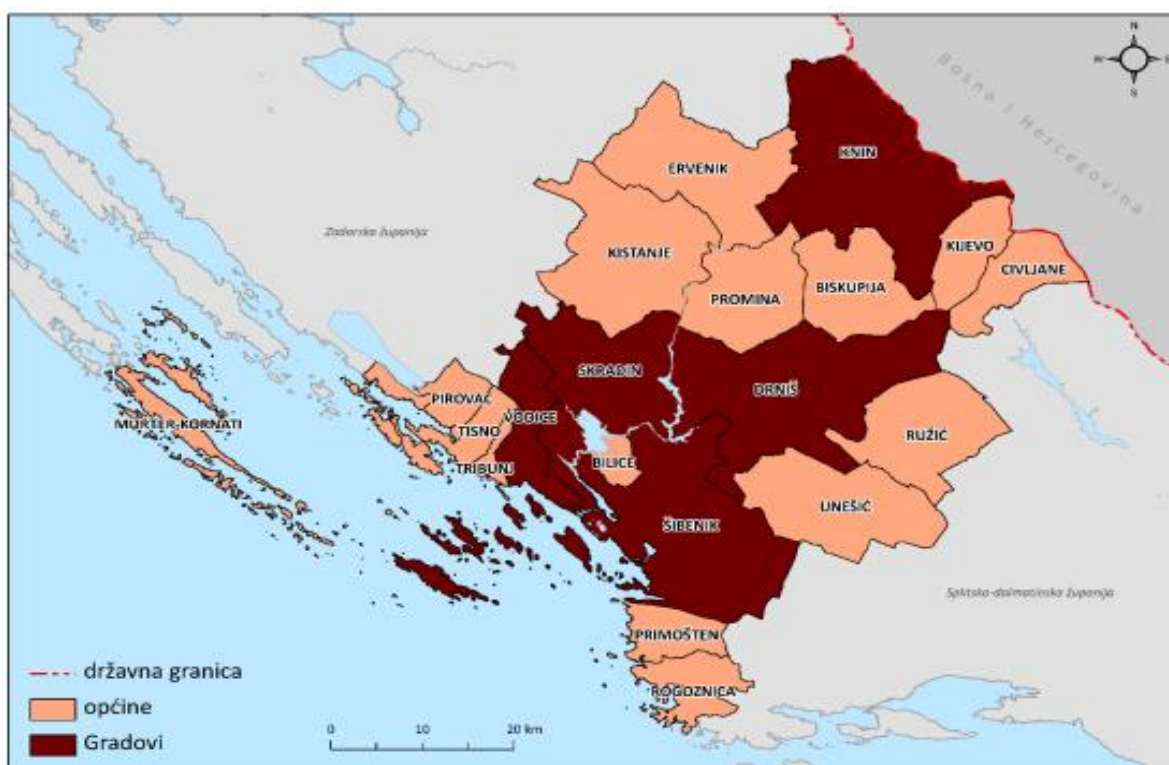 N
W
E
S
Bosna i Hercegovina
KNIN
ERVENIK
Zadarska županija
KISTANJE
KIJEVO
CIVLJANE
PROMINA
BISKUPIJA
SKRADIN
DRNIŠ
PIROVAC
VODICE
MURTER-KORNATI
TISNO
RUŽIĆ
TRIBUNJ
BILICE
UNEŠIĆ
ŠIBENIK
Splitsko-dalmatinska županija
PRIMOŠTEN
ROGOZNICA
državna granica
općine
Gradovi
0 10 20 km